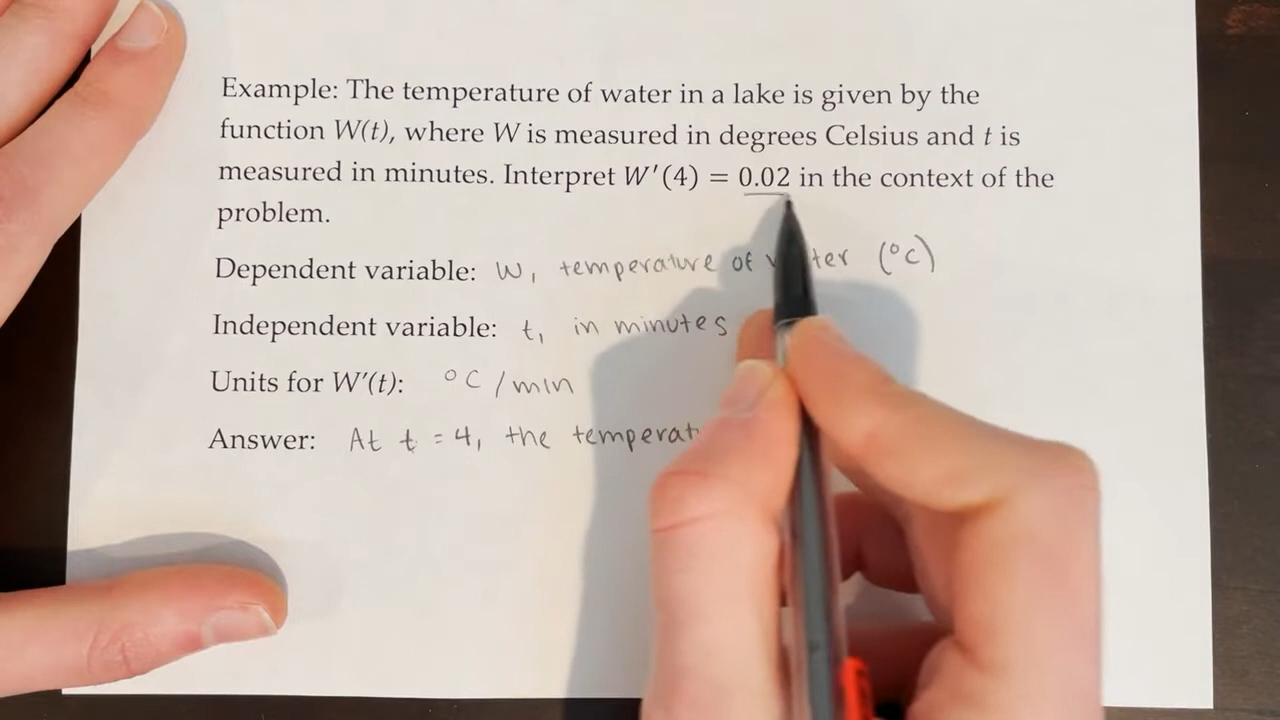 Example: The temperature of water in a lake is given by the
function W(t), where W is measured in degrees Celsius and t is
measured in minutes. Interpret W′(4) = 0.02 in the context of the
problem.
Dependent variable: W, temperature of (°C)
Independent variable: t, in minutes
Units for W′(t): °C / min
Answer: At t = 4, the